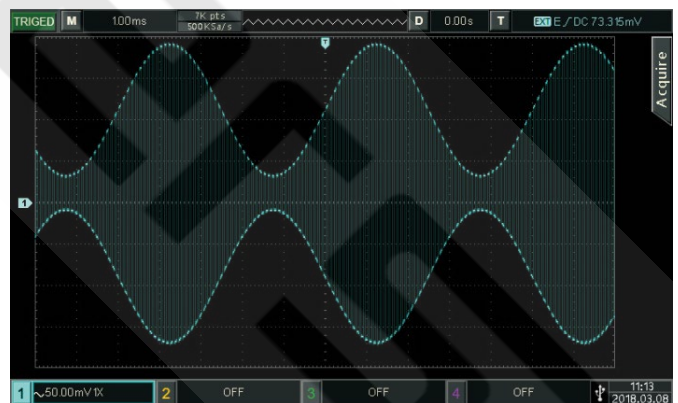 TRIGED M 1.00ms 7K pts 500KSa/s D 0.00s T EXT E DC 73.315mV
Acquire
T
1
1 50.00mV 1X 2 OFF 3 OFF 4 OFF 11:13
2018.03.08